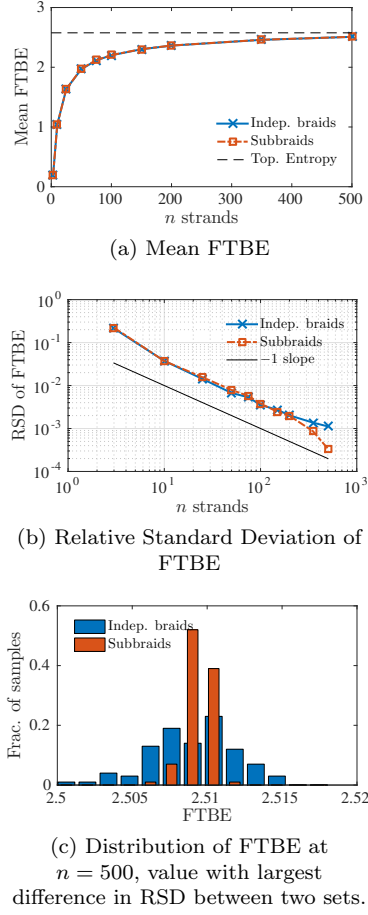 3
2
1
0
Mean FTBE
Indep. braids
Subbraids
Top. Entropy
0 100 200 300 400 500
n strands
(a) Mean FTBE
10^0
10^-1
10^-2
10^-3
10^-4
RSD of FTBE
Indep. braids
Subbraids
−1 slope
10^0 10^1 10^2 10^3
n strands
(b) Relative Standard Deviation of
FTBE
0.6
0.4
0.2
0
Frac. of samples
Indep. braids
Subbraids
2.5 2.505 2.51 2.515 2.52
FTBE
(c) Distribution of FTBE at
n = 500, value with largest
difference in RSD between two sets.